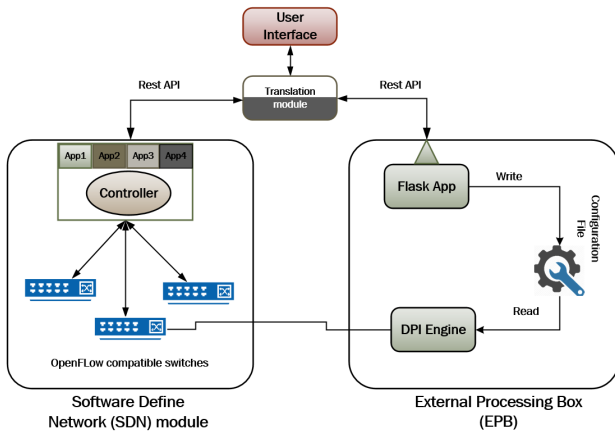 User
Interface
Rest API
Translation
module
Rest API
App1 App2 App3 App4
Controller
OpenFLow compatible switches
Flask App
Write
Configuration
File
Read
DPI Engine
Software Define
Network (SDN) module
External Processing Box
(EPB)